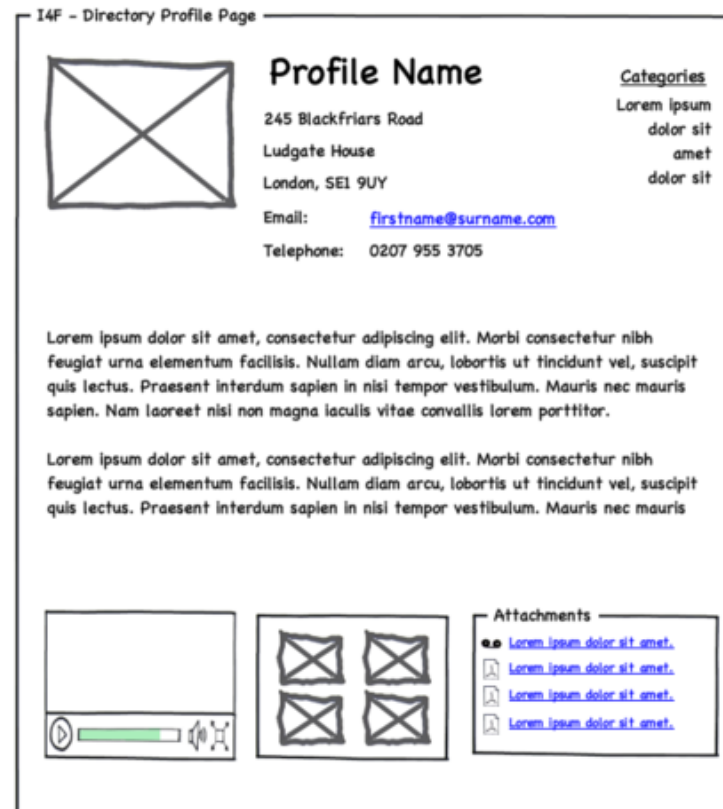 I4F - Directory Profile Page
Profile Name
245 Blackfriars Road
Ludgate House
London, SE1 9UY
Email: firstname@surname.com
Telephone: 0207 955 3705
Categories
Lorem ipsum
dolor sit
amet
dolor sit
Lorem ipsum dolor sit amet, consectetur adipiscing elit. Morbi consectetur nibh
feugiat urna elementum facilisis. Nullam diam arcu, lobortis ut tincidunt vel, suscipit
quis lectus. Praesent interdum sapien in nisi tempor vestibulum. Mauris nec mauris
sapien. Nam laoreet nisi non magna iaculis vitae convallis lorem porttitor.
Lorem ipsum dolor sit amet, consectetur adipiscing elit. Morbi consectetur nibh
feugiat urna elementum facilisis. Nullam diam arcu, lobortis ut tincidunt vel, suscipit
quis lectus. Praesent interdum sapien in nisi tempor vestibulum. Mauris nec mauris
Attachments
Lorem ipsum dolor sit amet.
Lorem ipsum dolor sit amet.
Lorem ipsum dolor sit amet.
Lorem ipsum dolor sit amet.